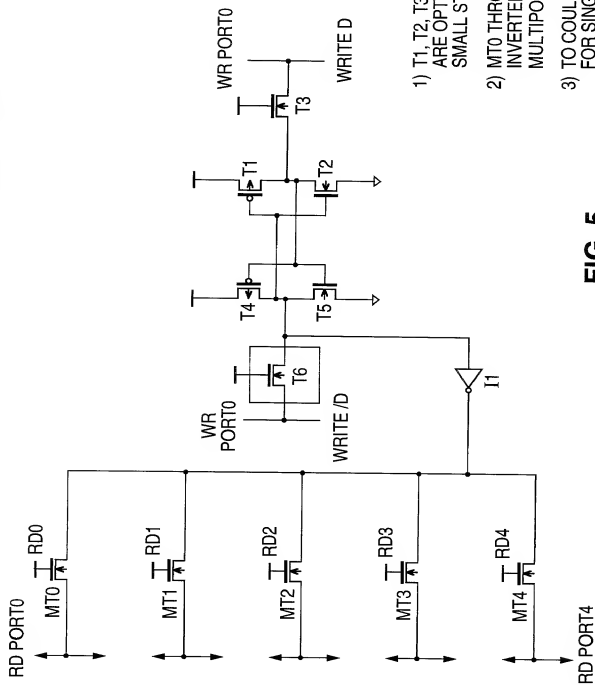 RD PORT0
RD0
MT0
RD1
MT1
RD2
MT2
RD3
MT3
RD4
MT4
RD PORT4
WR
PORT0
WRITE /D
T6
T4
T5
I1
T1
T2
WR PORT0
T3
WRITE D
1) T1, T2, T3
ARE OPT
SMALL ST
2) MT0 THRO
INVERTED
MULTIPO
3) TO COUL
FOR SING
FIG. 5